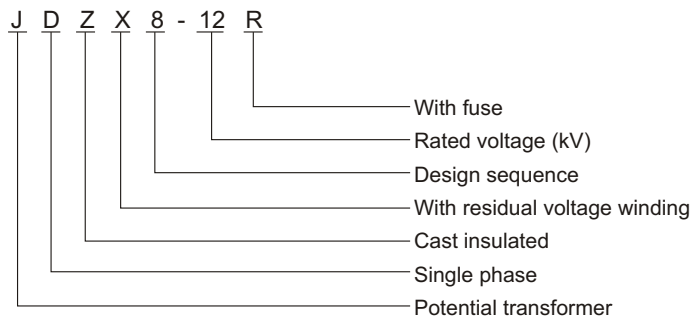 J D Z X 8 - 12 R
With fuse
Rated voltage (kV)
Design sequence
With residual voltage winding
Cast insulated
Single phase
Potential transformer